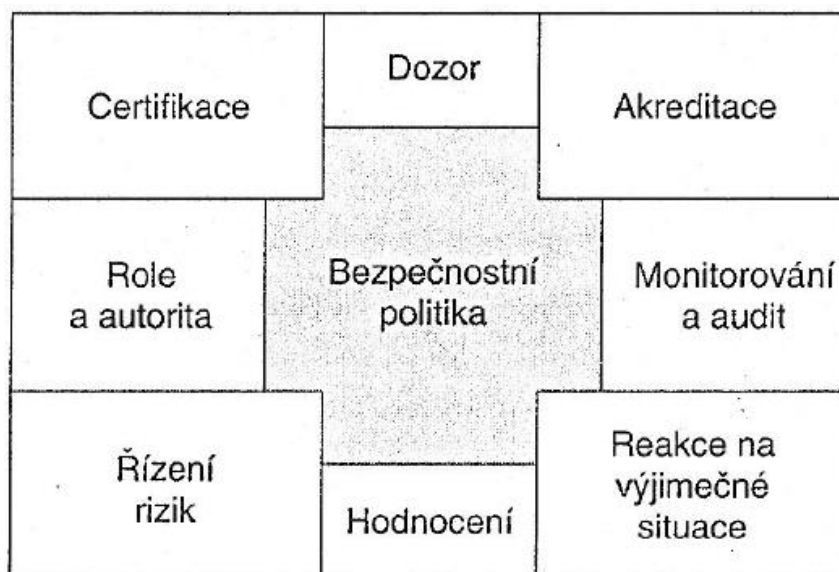 Certifikace
Dozor
Akreditace
Role
a autorita
Bezpečnostní
politika
Monitorování
a audit
Řízení
rizik
Hodnocení
Reakce na
výjimečné
situace